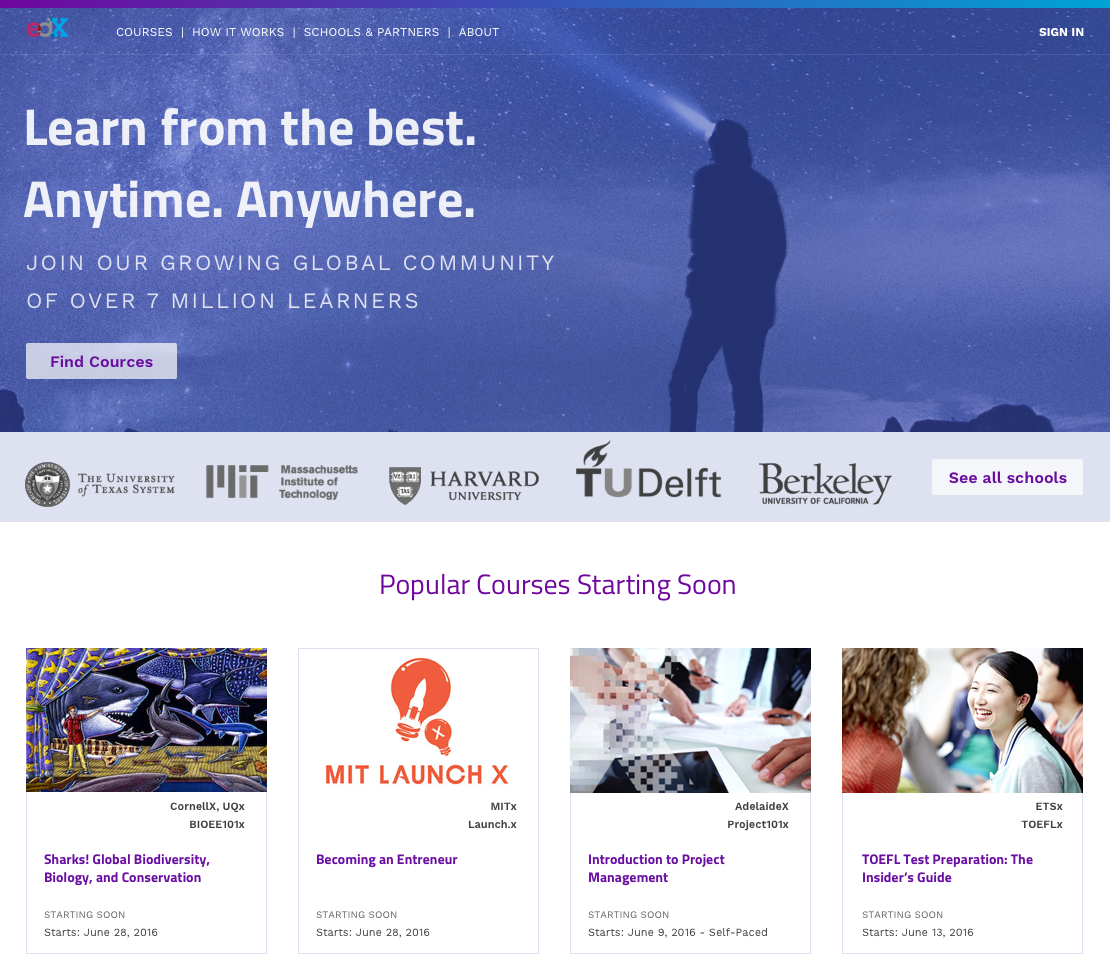 edX
COURSES | HOW IT WORKS | SCHOOLS & PARTNERS | ABOUT
SIGN IN
Learn from the best.
Anytime. Anywhere.
JOIN OUR GROWING GLOBAL COMMUNITY
OF OVER 7 MILLION LEARNERS
Find Cources
THE UNIVERSITY
of TEXAS SYSTEM
MIT
Massachusetts
Institute of
Technology
VE RI
TAS
HARVARD
UNIVERSITY
TUDelft
Berkeley
UNIVERSITY OF CALIFORNIA
See all schools
Popular Courses Starting Soon
MIT LAUNCH X
CornellX, UQx
BIOEE101x
Sharks! Global Biodiversity,
Biology, and Conservation
STARTING SOON
Starts: June 28, 2016
MITx
Launch.x
Becoming an Entreneur
STARTING SOON
Starts: June 28, 2016
AdelaideX
Project101x
Introduction to Project
Management
STARTING SOON
Starts: June 9, 2016 - Self-Paced
ETSx
TOEFLx
TOEFL Test Preparation: The
Insider’s Guide
STARTING SOON
Starts: June 13, 2016